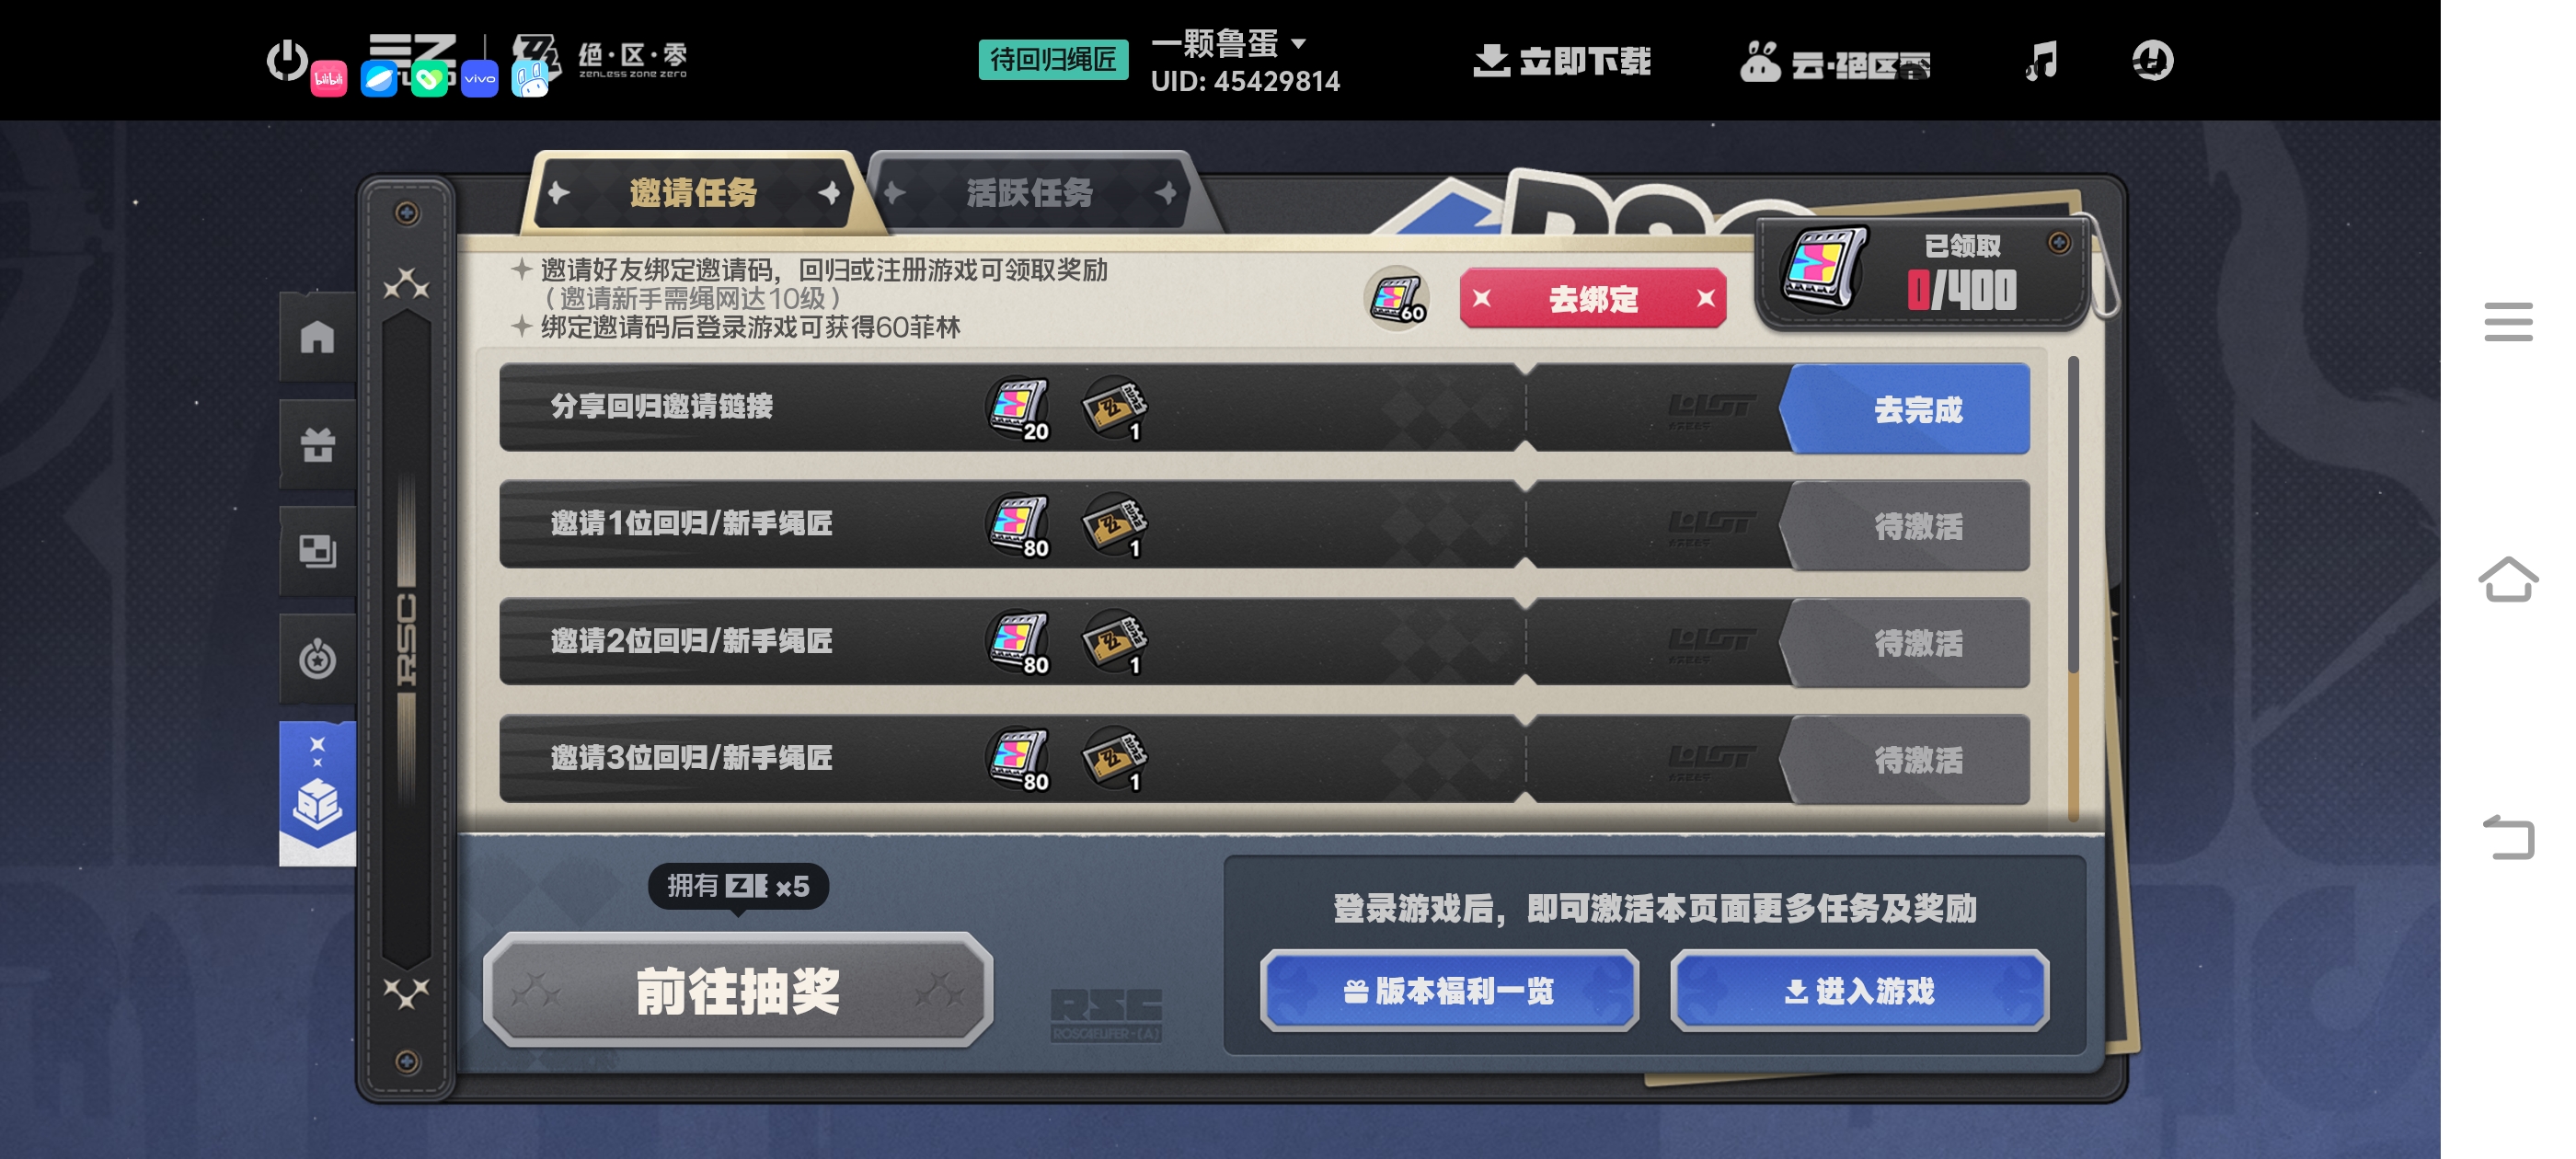 绝·区·零
ZENLESS ZONE ZERO
bilibili
vivo
待回归绳匠
一颗鲁蛋
UID: 45429814
立即下载
云·绝区零
邀请任务
活跃任务
已领取
0/400
邀请好友绑定邀请码，回归或注册游戏可领取奖励
（邀请新手需绳网达10级）
绑定邀请码后登录游戏可获得60菲林
60
去绑定
分享回归邀请链接
20
1
去完成
邀请1位回归/新手绳匠
80
1
待激活
邀请2位回归/新手绳匠
80
1
待激活
邀请3位回归/新手绳匠
80
1
待激活
RSC
拥有 x5
前往抽奖
RSC
ROSCAELIFER·(A)
登录游戏后，即可激活本页面更多任务及奖励
版本福利一览
进入游戏